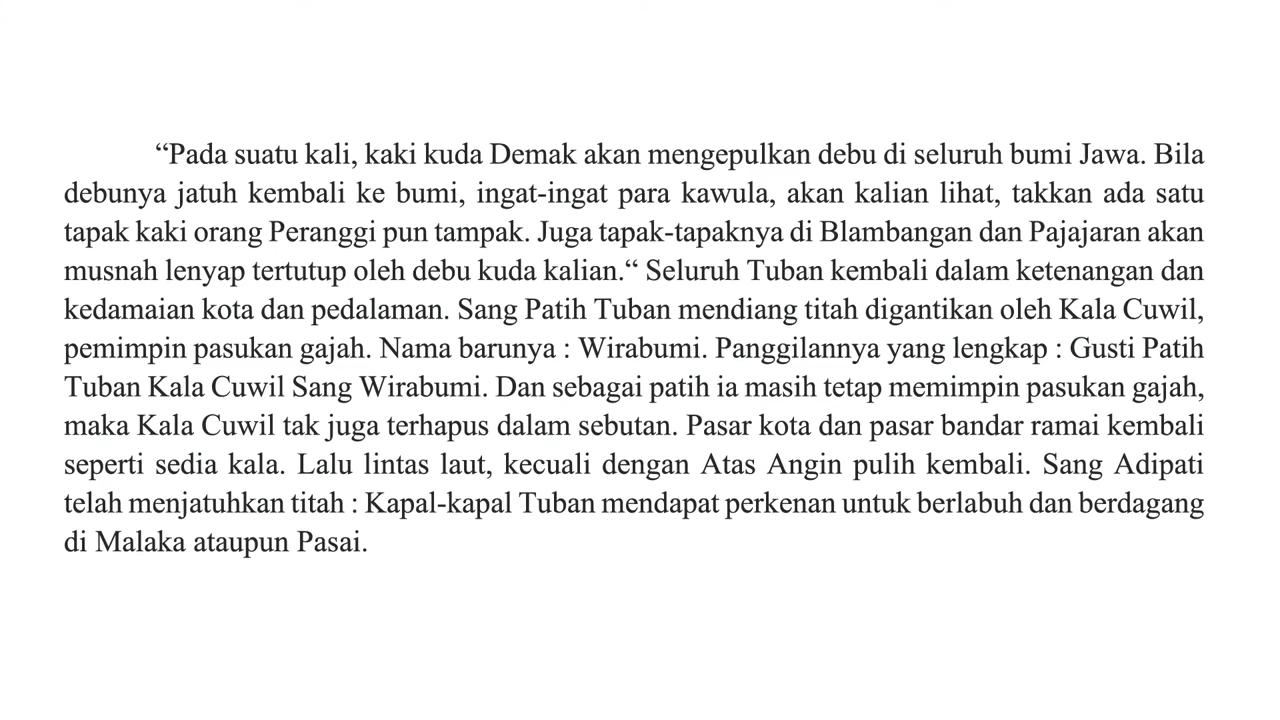 “Pada suatu kali, kaki kuda Demak akan mengepulkan debu di seluruh bumi Jawa. Bila
debunya jatuh kembali ke bumi, ingat-ingat para kawula, akan kalian lihat, takkan ada satu
tapak kaki orang Peranggi pun tampak. Juga tapak-tapaknya di Blambangan dan Pajajaran akan
musnah lenyap tertutup oleh debu kuda kalian.“ Seluruh Tuban kembali dalam ketenangan dan
kedamaian kota dan pedalaman. Sang Patih Tuban mendiang titah digantikan oleh Kala Cuwil,
pemimpin pasukan gajah. Nama barunya : Wirabumi. Panggilannya yang lengkap : Gusti Patih
Tuban Kala Cuwil Sang Wirabumi. Dan sebagai patih ia masih tetap memimpin pasukan gajah,
maka Kala Cuwil tak juga terhapus dalam sebutan. Pasar kota dan pasar bandar ramai kembali
seperti sedia kala. Lalu lintas laut, kecuali dengan Atas Angin pulih kembali. Sang Adipati
telah menjatuhkan titah : Kapal-kapal Tuban mendapat perkenan untuk berlabuh dan berdagang
di Malaka ataupun Pasai.